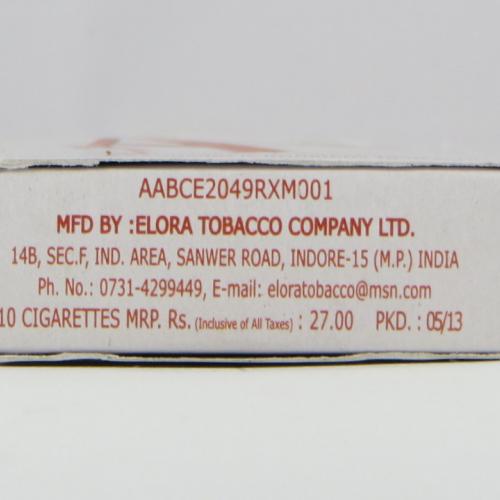 AABCE2049RXM001
MFD BY :ELORA TOBACCO COMPANY LTD.
14B, SEC.F, IND. AREA, SANWER ROAD, INDORE-15 (M.P.) INDIA
Ph. No.: 0731-4299449, E-mail: eloratobacco@msn.com
10 CIGARETTES MRP. Rs. (Inclusive of All Taxes) : 27.00 PKD. : 05/13